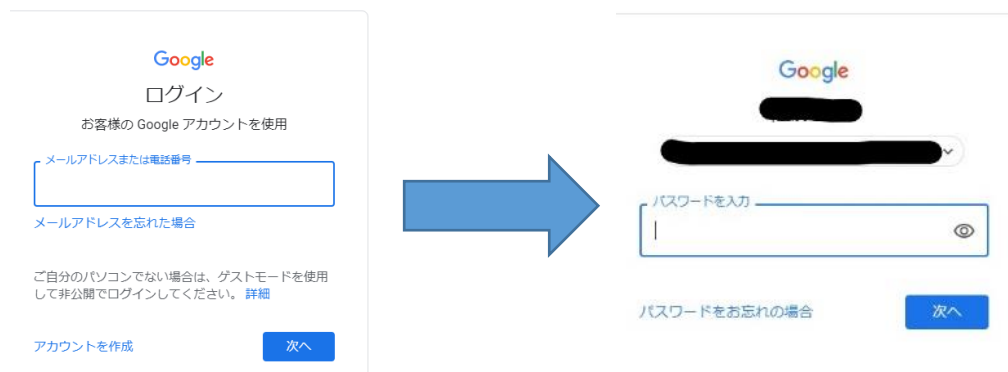 Google
ログイン
お客様の Google アカウントを使用
メールアドレスまたは電話番号
メールアドレスを忘れた場合
ご自分のパソコンでない場合は、ゲストモードを使用
して非公開でログインしてください。 詳細
アカウントを作成
次へ
Google
パスワードを入力
パスワードをお忘れの場合
次へ